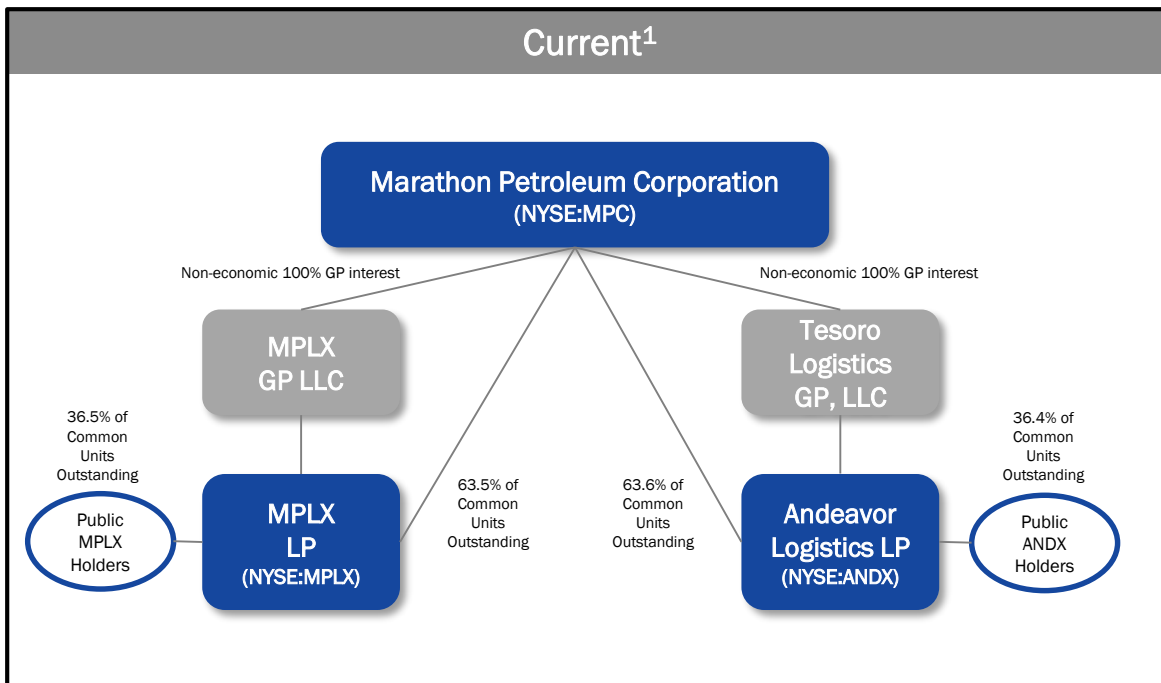 Current¹
Marathon Petroleum Corporation
(NYSE:MPC)
Non-economic 100% GP interest
Non-economic 100% GP interest
MPLX
GP LLC
Tesoro
Logistics
GP, LLC
36.5% of
Common
Units
Outstanding
63.5% of
Common
Units
Outstanding
63.6% of
Common
Units
Outstanding
36.4% of
Common
Units
Outstanding
Public
MPLX
Holders
MPLX
LP
(NYSE:MPLX)
Andeavor
Logistics LP
(NYSE:ANDX)
Public
ANDX
Holders